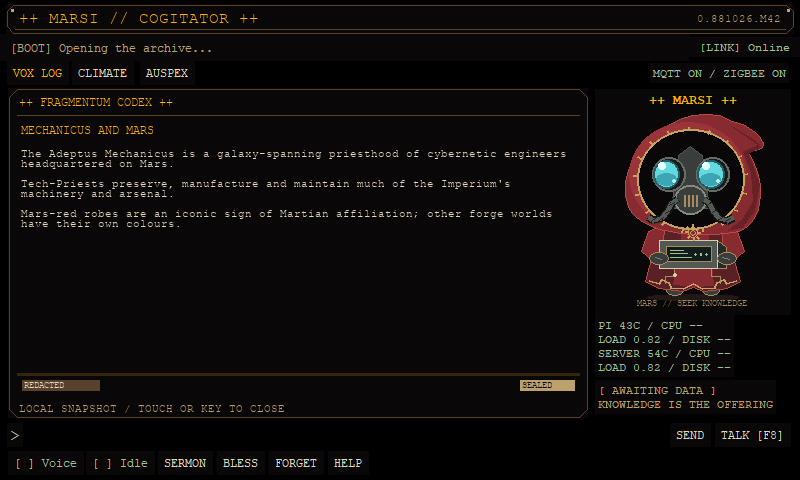 ++ MARSI // COGITATOR ++
0.881026.M42
[BOOT] Opening the archive...
[LINK] Online
VOX LOG CLIMATE AUSPEX
MQTT ON / ZIGBEE ON
++ FRAGMENTUM CODEX ++
MECHANICUS AND MARS
The Adeptus Mechanicus is a galaxy-spanning priesthood of cybernetic engineers
headquartered on Mars.
Tech-Priests preserve, manufacture and maintain much of the Imperium's
machinery and arsenal.
Mars-red robes are an iconic sign of Martian affiliation; other forge worlds
have their own colours.
REDACTED
SEALED
LOCAL SNAPSHOT / TOUCH OR KEY TO CLOSE
++ MARSI ++
MARS // SEEK KNOWLEDGE
PI 43C / CPU --
LOAD 0.82 / DISK --
SERVER 54C / CPU --
LOAD 0.82 / DISK --
[ AWAITING DATA ]
KNOWLEDGE IS THE OFFERING
>
SEND TALK [F8]
[ ] Voice [ ] Idle SERMON BLESS FORGET HELP